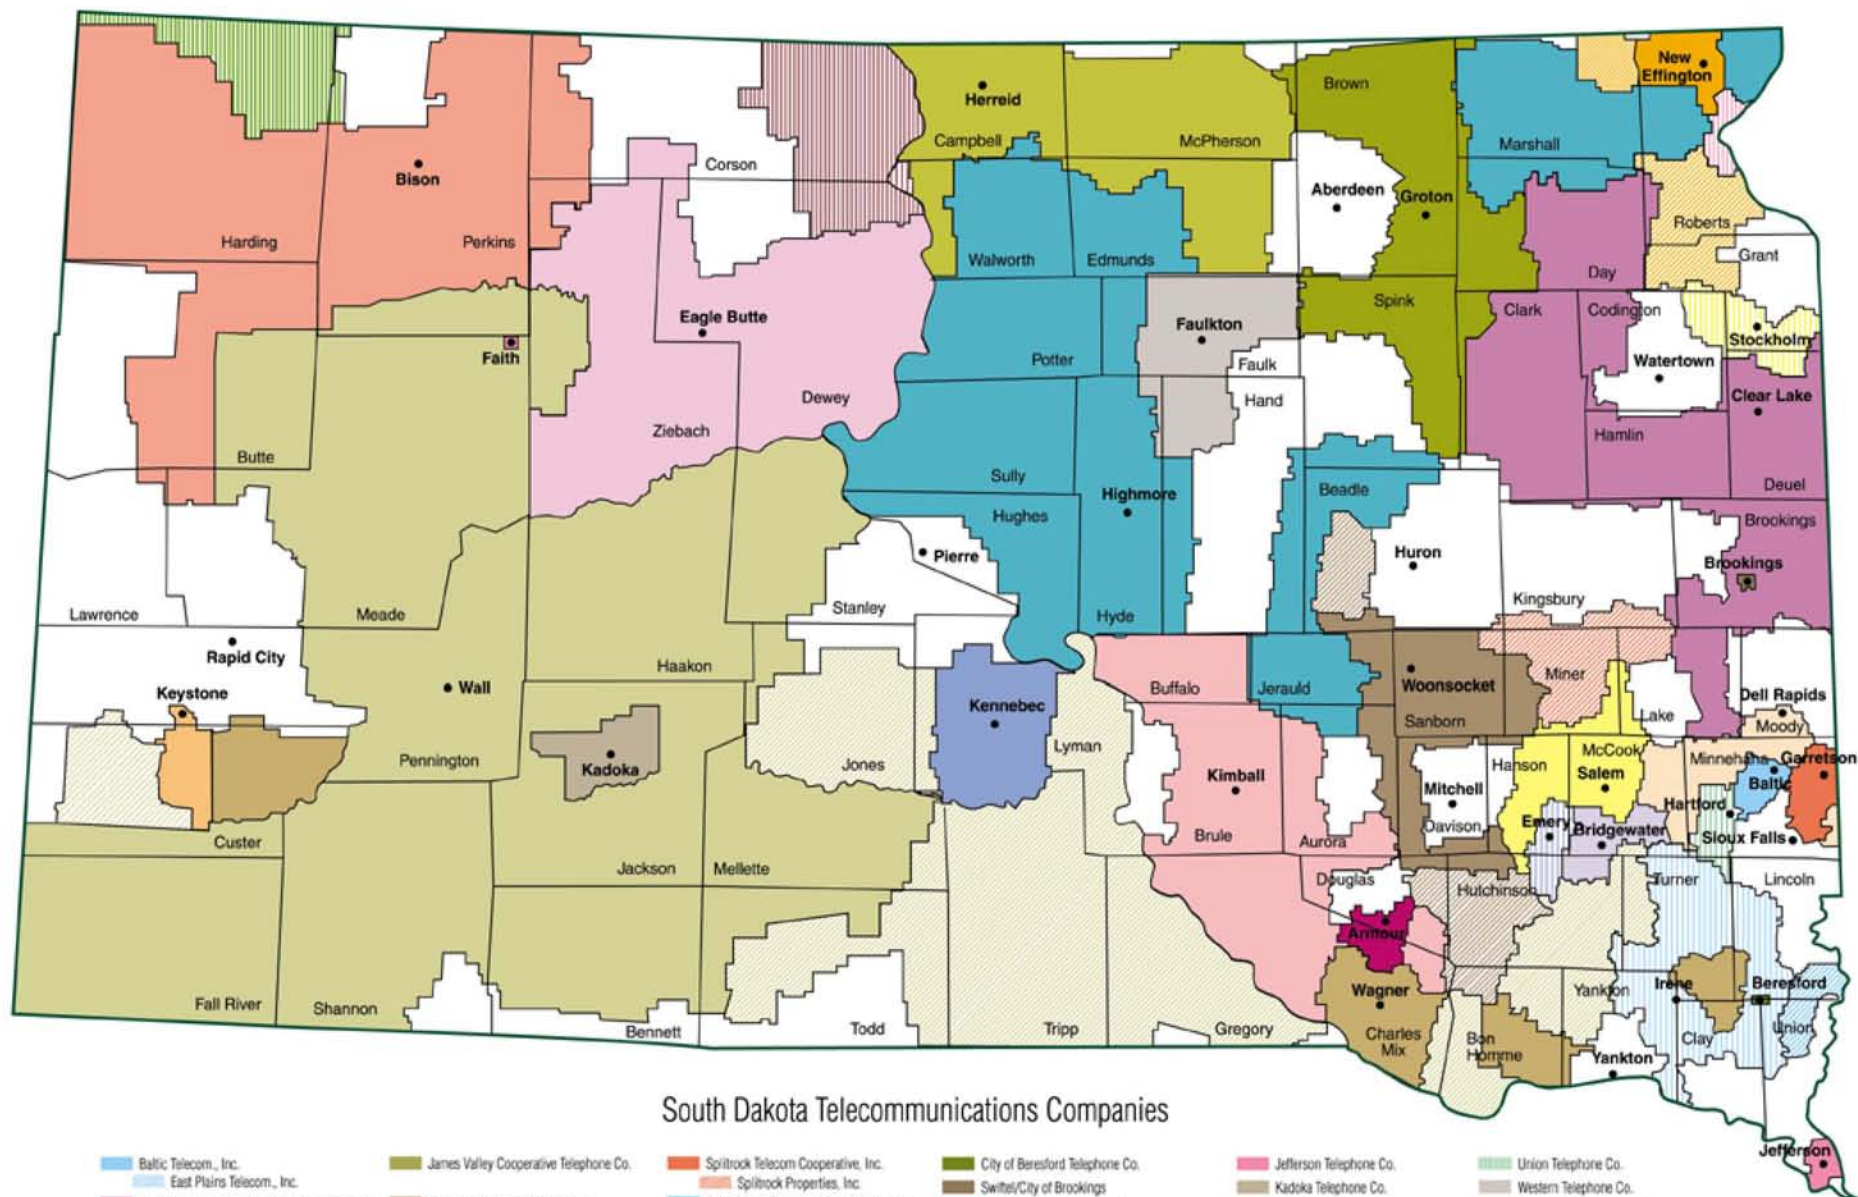 New
Effington
Brown
Herreid
Campbell
McPherson
Marshall
Corson
Bison
Aberdeen
Groton
Roberts
Harding
Perkins
Walworth
Edmunds
Day
Grant
Eagle Butte
Faulkton
Spink
Clark
Codington
Stockholm
Faith
Potter
Faulk
Watertown
Dewey
Hand
Clear Lake
Butte
Ziebach
Hamlin
Sully
Highmore
Beadle
Deuel
Hughes
Brookings
Pierre
Huron
Brookings
Lawrence
Meade
Stanley
Hyde
Kingsbury
Rapid City
Haakon
Keystone
Wall
Buffalo
Jerauld
Woonsocket
Miner
Kennebec
Dell Rapids
Sanborn
Lake
Moody
Pennington
Kadoka
Jones
Lyman
Kimball
Mitchell
Hanson
McCook
Salem
Minnehaha
Garretson
Baltic
Hartford
Custer
Brule
Aurora
Davison
Emery
Bridgewater
Sioux Falls
Jackson
Mellette
Douglas
Hutchinson
Turner
Lincoln
Armour
Fall River
Shannon
Bennett
Todd
Tripp
Gregory
Wagner
Charles
Mix
Bon
Homme
Yankton
Irene
Beresford
Yankton
Clay
Union
South Dakota Telecommunications Companies
Jefferson
Baltic Telecom., Inc.
James Valley Cooperative Telephone Co.
Splitrock Telecom Cooperative, Inc.
City of Beresford Telephone Co.
Jefferson Telephone Co.
Union Telephone Co.
East Plains Telecom., Inc.
Splitrock Properties, Inc.
Swiftel/City of Brookings
Kadoka Telephone Co.
Western Telephone Co.